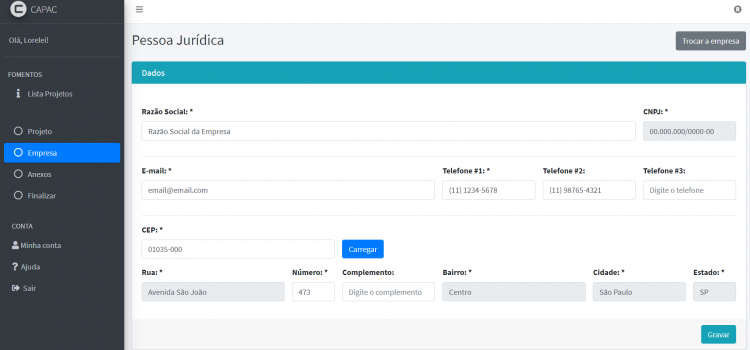 CAPAC
Olá, Lorelei!
FOMENTOS
Lista Projetos
Projeto
Empresa
Anexos
Finalizar
CONTA
Minha conta
Ajuda
Sair
Pessoa Jurídica
Trocar a empresa
Dados
Razão Social: * CNPJ: *
Razão Social da Empresa 00.000.000/0000-00
E-mail: * Telefone #1: * Telefone #2: Telefone #3:
email@email.com (11) 1234-5678 (11) 98765-4321 Digite o telefone
CEP: *
01035-000 Carregar
Rua: * Número: * Complemento: Bairro: * Cidade: * Estado: *
Avenida São João 473 Digite o complemento Centro São Paulo SP
Gravar